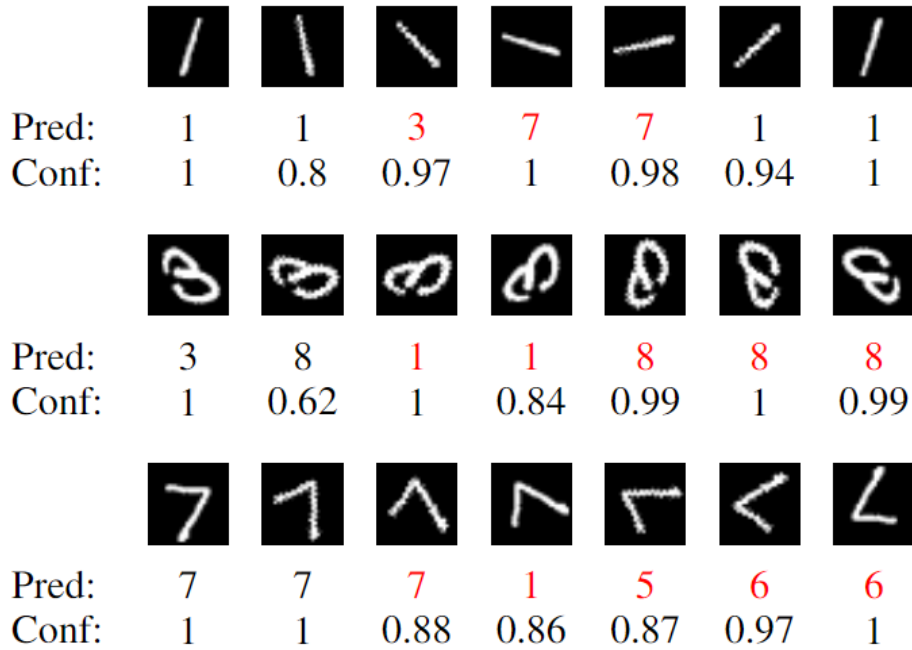 Pred: 1 1 3 7 7 1 1
Conf: 1 0.8 0.97 1 0.98 0.94 1
Pred: 3 8 1 1 8 8 8
Conf: 1 0.62 1 0.84 0.99 1 0.99
Pred: 7 7 7 1 5 6 6
Conf: 1 1 0.88 0.86 0.87 0.97 1